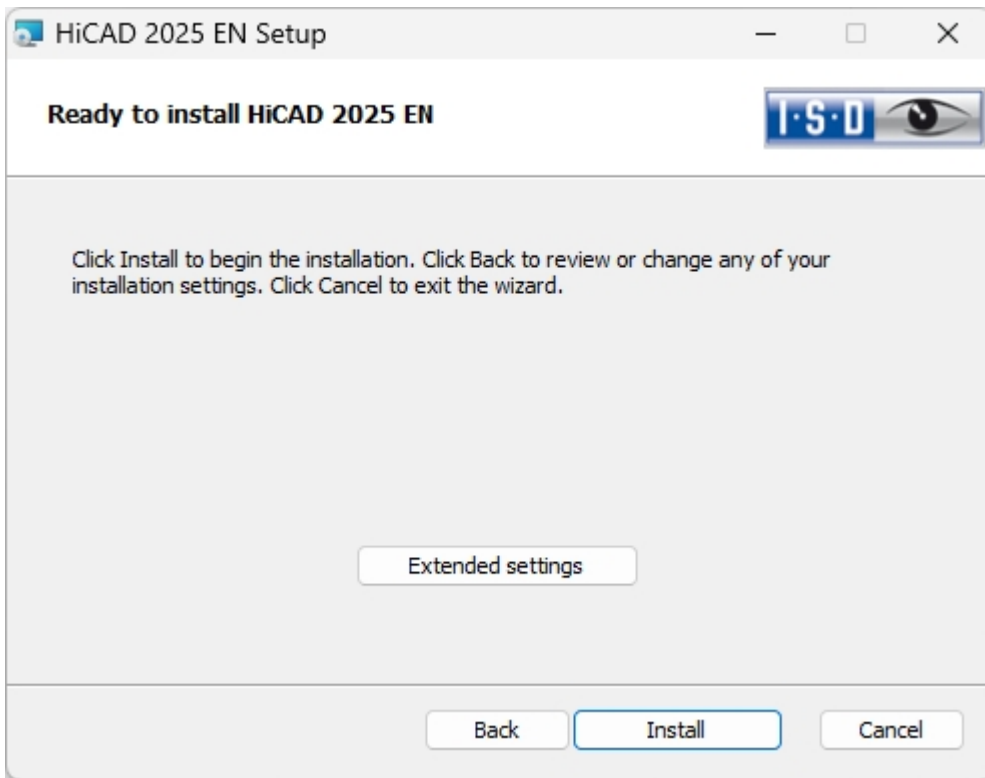 HiCAD 2025 EN Setup
Ready to install HiCAD 2025 EN
I·S·D
Click Install to begin the installation. Click Back to review or change any of your
installation settings. Click Cancel to exit the wizard.
Extended settings
Back
Install
Cancel